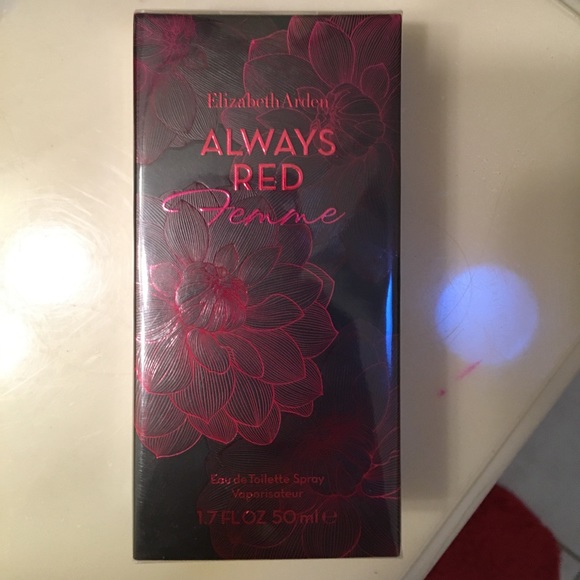 Elizabeth Arden
ALWAYS
RED
Femme
Eau de Toilette Spray
Vaporisateur
1.7 FL OZ 50 ml ℮